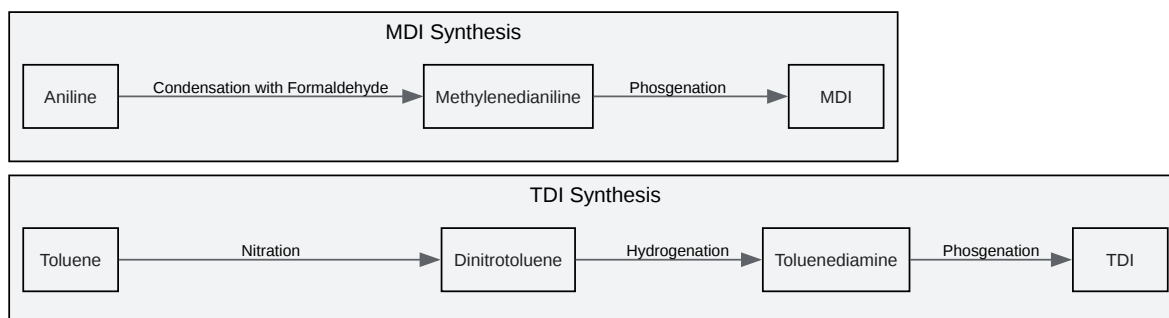 MDI Synthesis
Aniline
Condensation with Formaldehyde
Methylenedianiline
Phosgenation
MDI
TDI Synthesis
Toluene
Nitration
Dinitrotoluene
Hydrogenation
Toluenediamine
Phosgenation
TDI